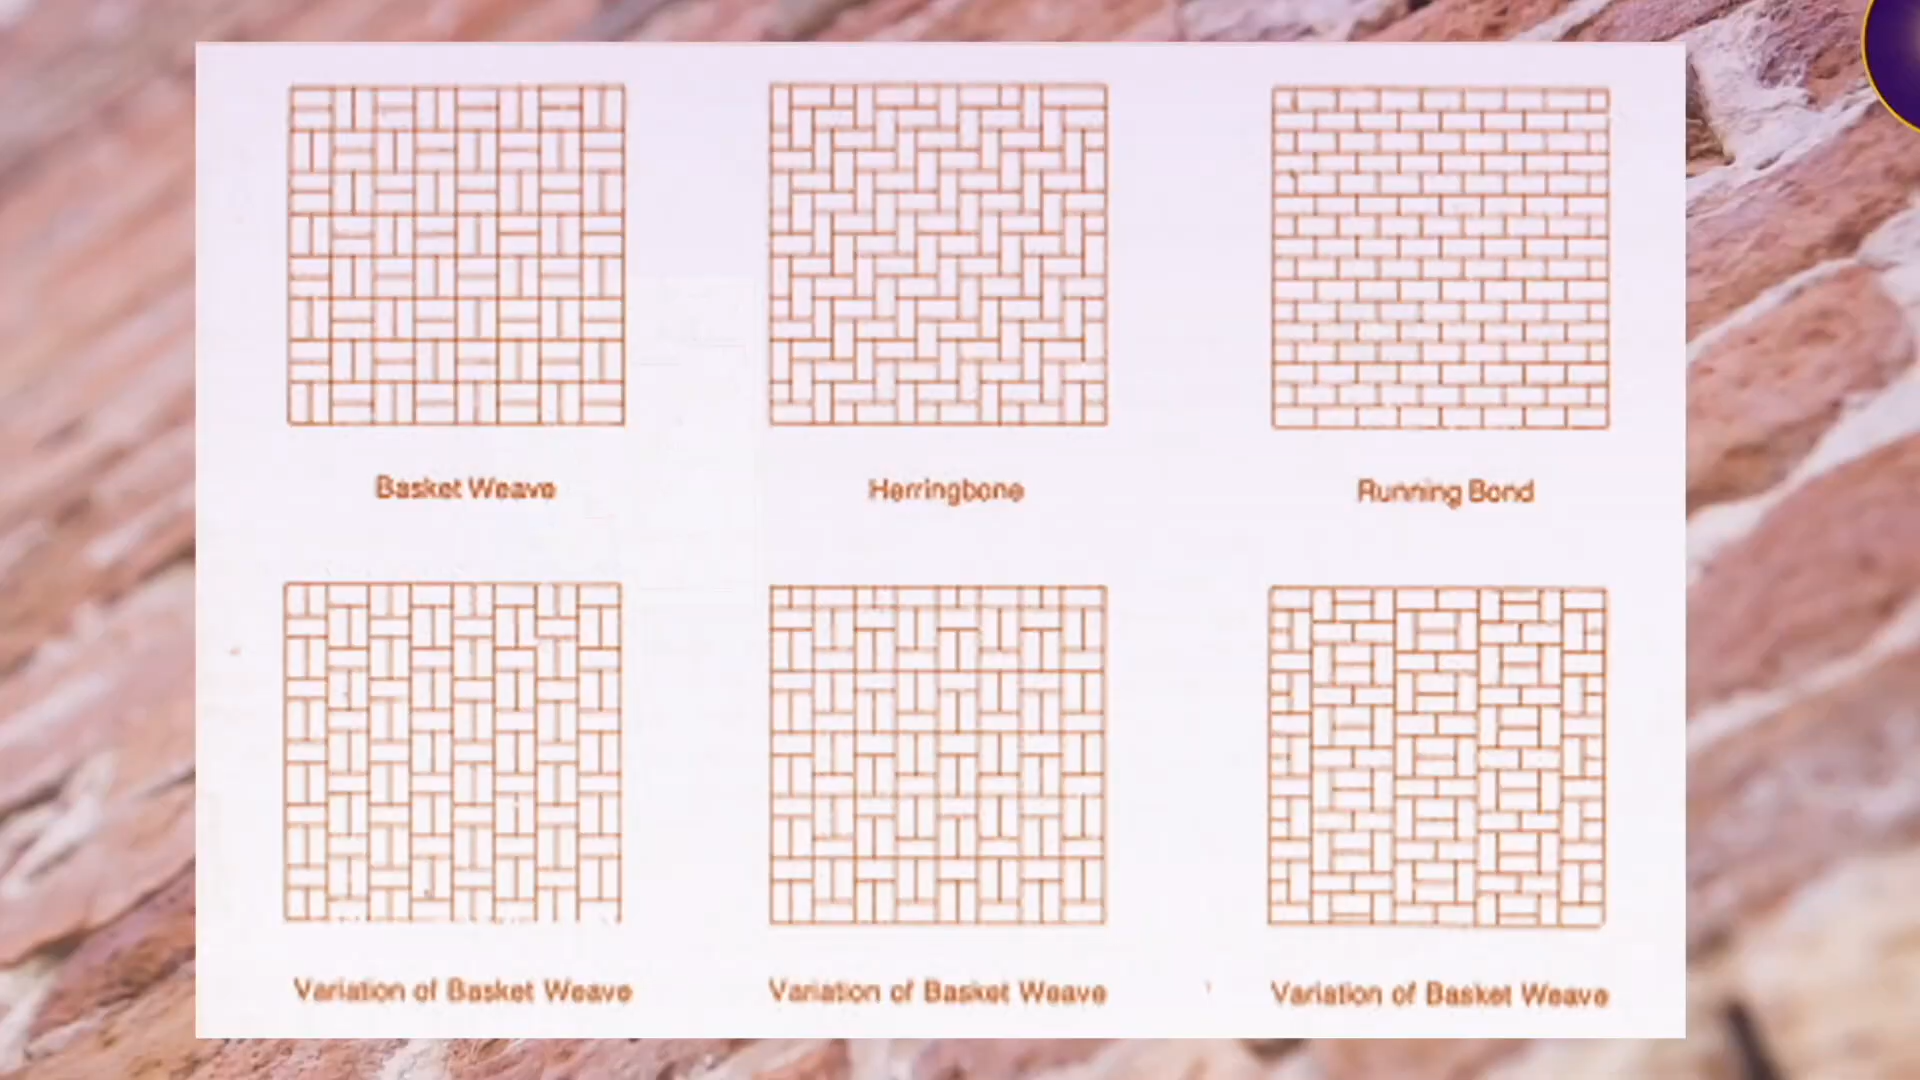 Basket Weave
Herringbone
Running Bond
Variation of Basket Weave
Variation of Basket Weave
Variation of Basket Weave